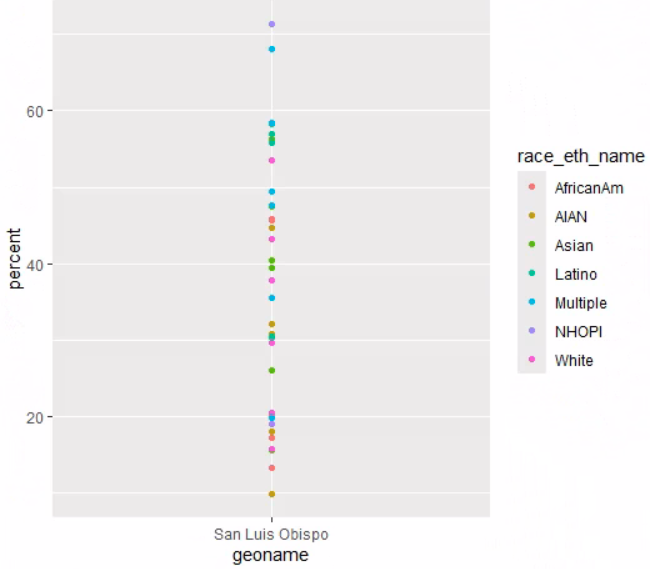 60
40
20
percent
San Luis Obispo
geoname
race_eth_name
AfricanAm
AIAN
Asian
Latino
Multiple
NHOPI
White